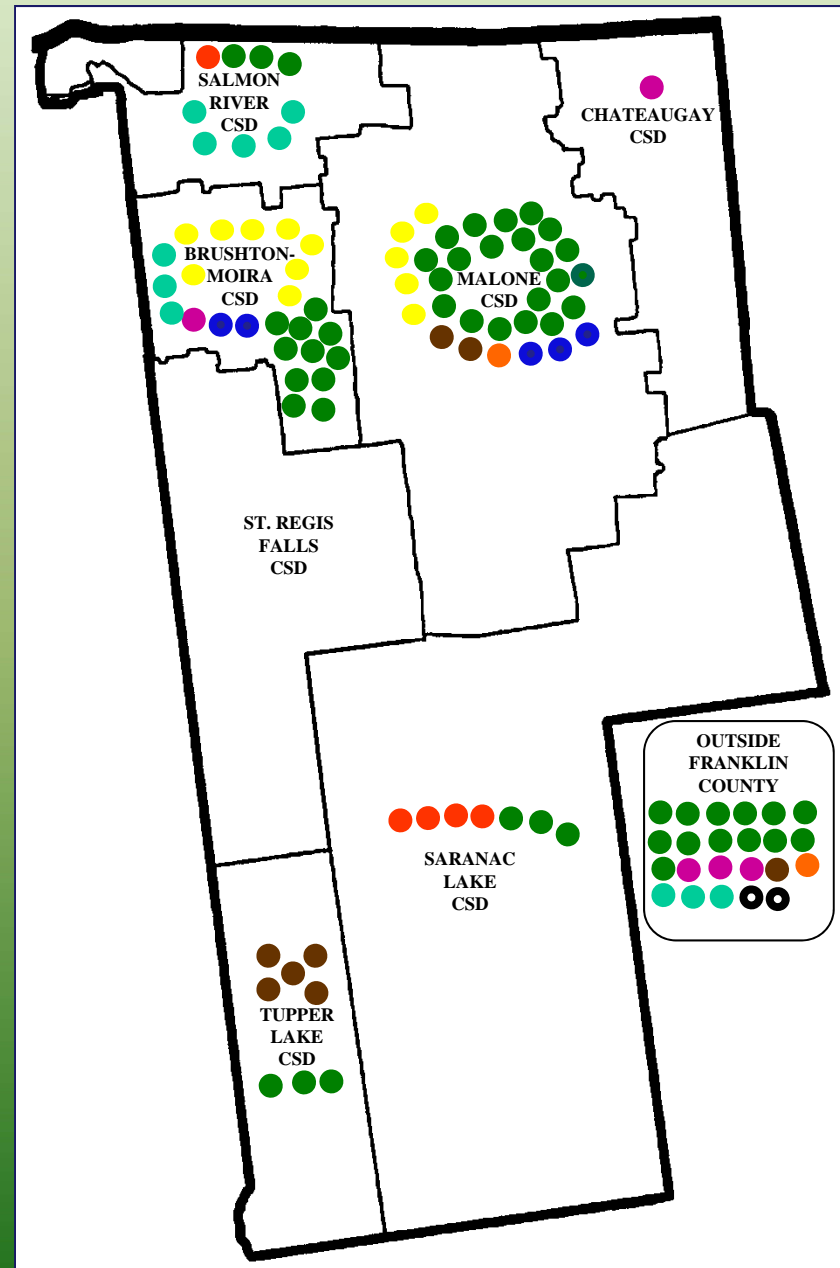 SALMON
RIVER
CSD
CHATEAUGAY
CSD
BRUSHTON-
MOIRA
CSD
MALONE
CSD
ST. REGIS
FALLS
CSD
OUTSIDE
FRANKLIN
COUNTY
SARANAC
LAKE
CSD
TUPPER
LAKE
CSD